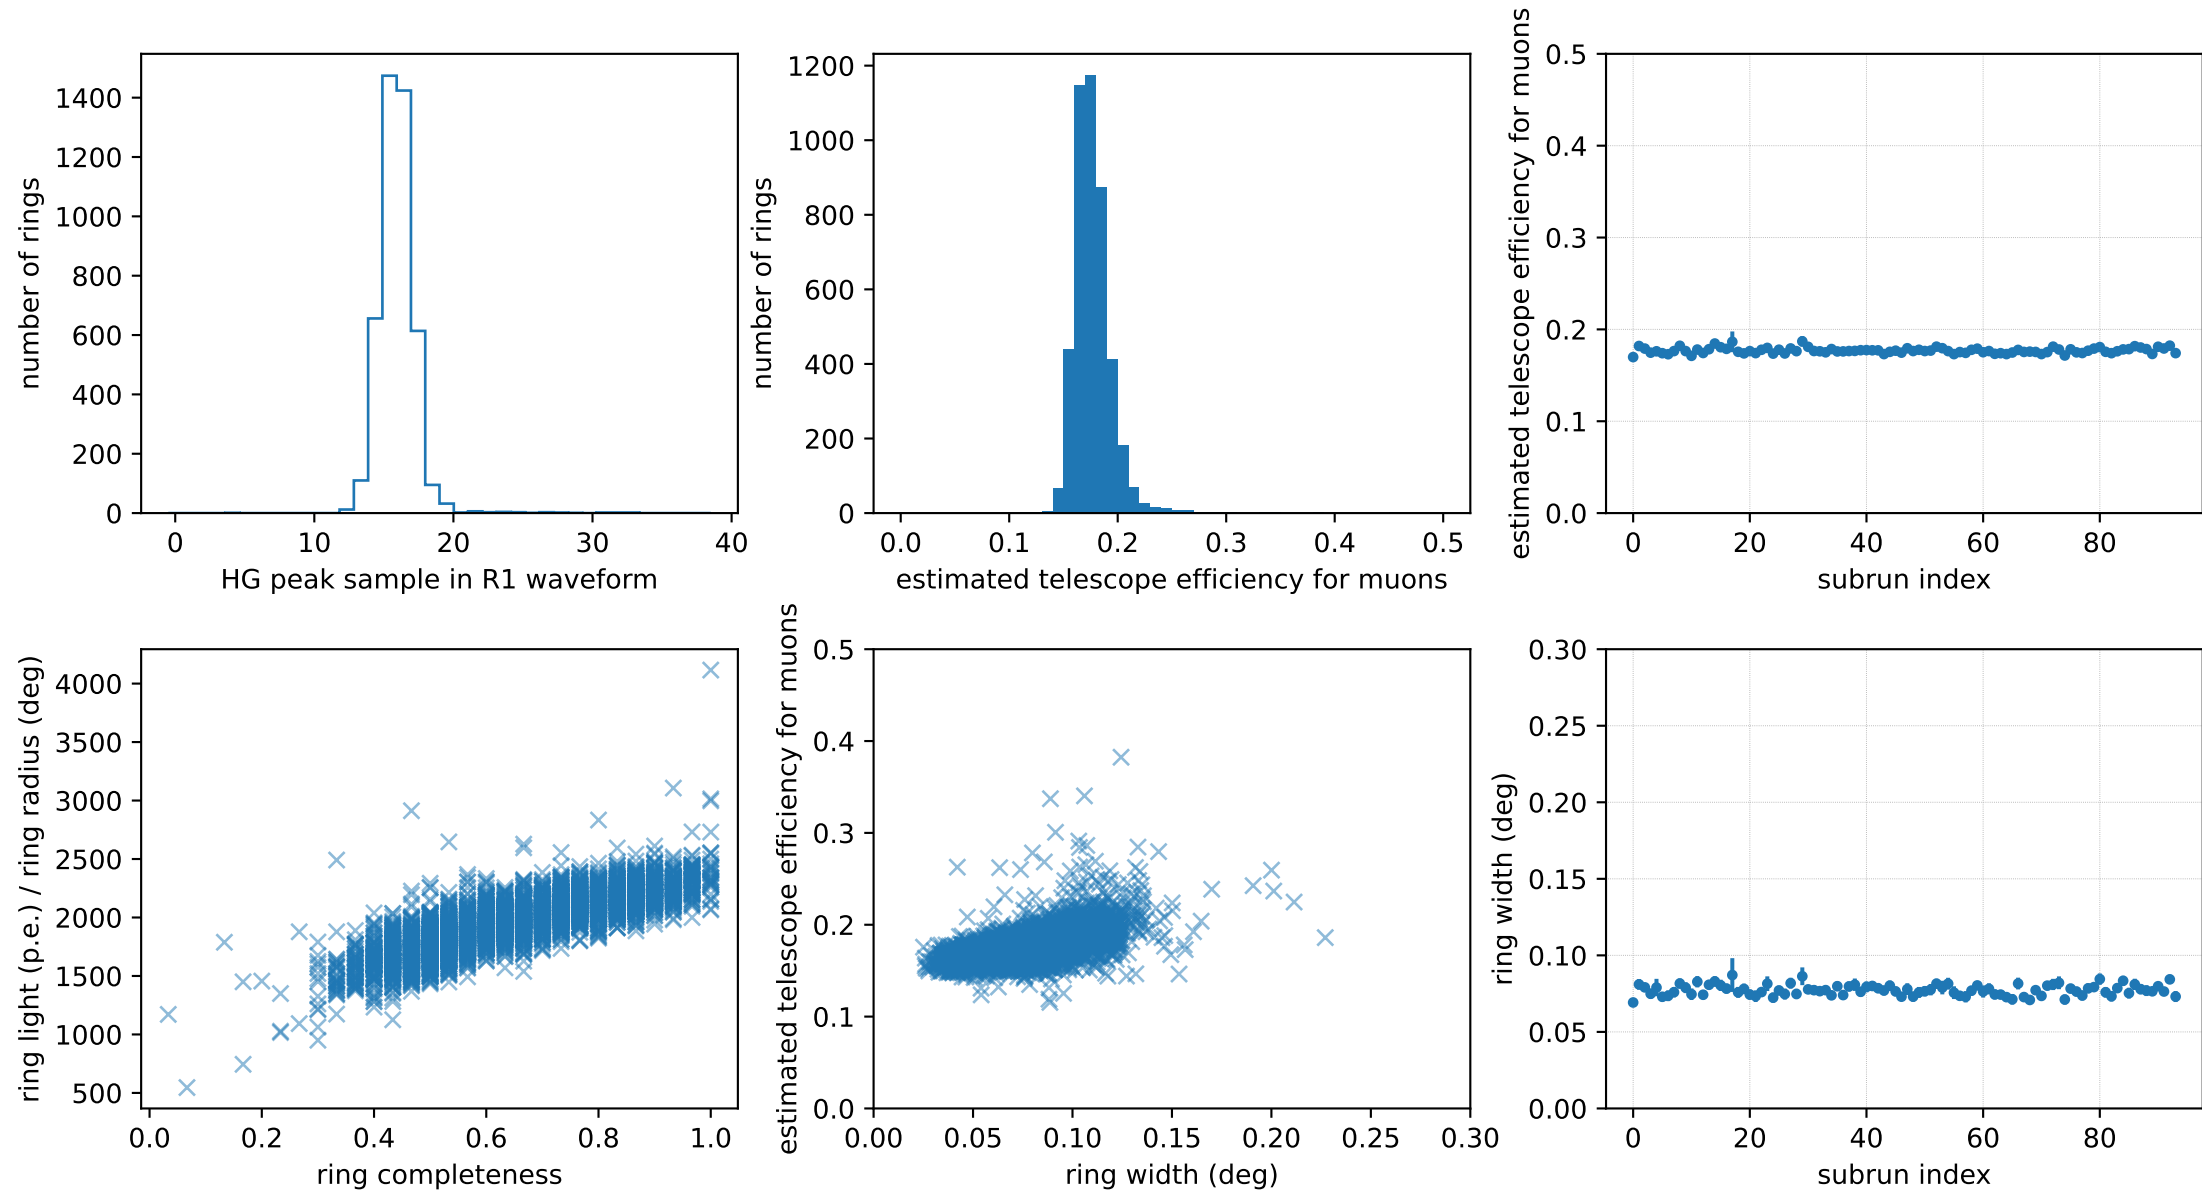 number of rings
1400
1200
1000
800
600
400
200
0
0 10 20 30 40
HG peak sample in R1 waveform
number of rings
1200
1000
800
600
400
200
0
0.0 0.1 0.2 0.3 0.4 0.5
estimated telescope efficiency for muons
estimated telescope efficiency for muons
0.5
0.4
0.3
0.2
0.1
0.0
0 20 40 60 80
subrun index
ring light (p.e.) / ring radius (deg)
4000
3500
3000
2500
2000
1500
1000
500
0.0 0.2 0.4 0.6 0.8 1.0
ring completeness
estimated telescope efficiency for muons
0.5
0.4
0.3
0.2
0.1
0.0
0.00 0.05 0.10 0.15 0.20 0.25 0.30
ring width (deg)
ring width (deg)
0.30
0.25
0.20
0.15
0.10
0.05
0.00
0 20 40 60 80
subrun index